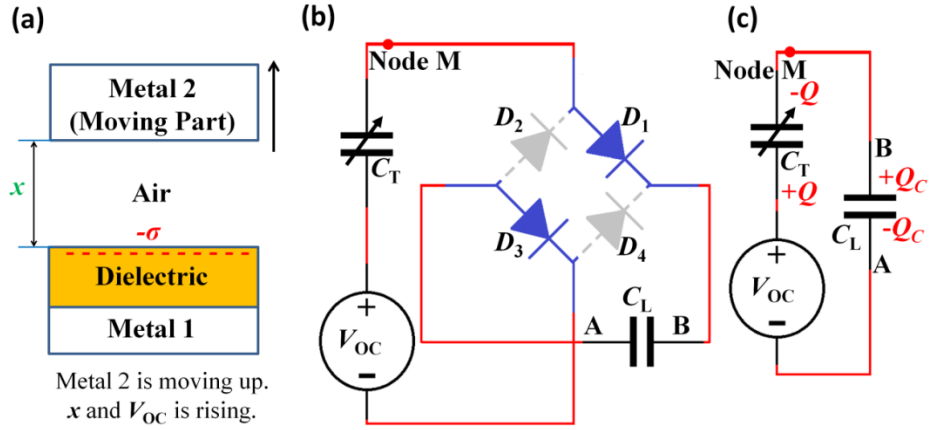 (a)
Metal 2
(Moving Part)
x
Air
-σ
Dielectric
Metal 1
Metal 2 is moving up.
x and VOC is rising.
(b)
Node M
CT
D2
D1
D3
D4
VOC
+
-
CL
A
B
(c)
Node M
-Q
CT
+Q
B
+QC
-QC
CL
A
+
VOC
-